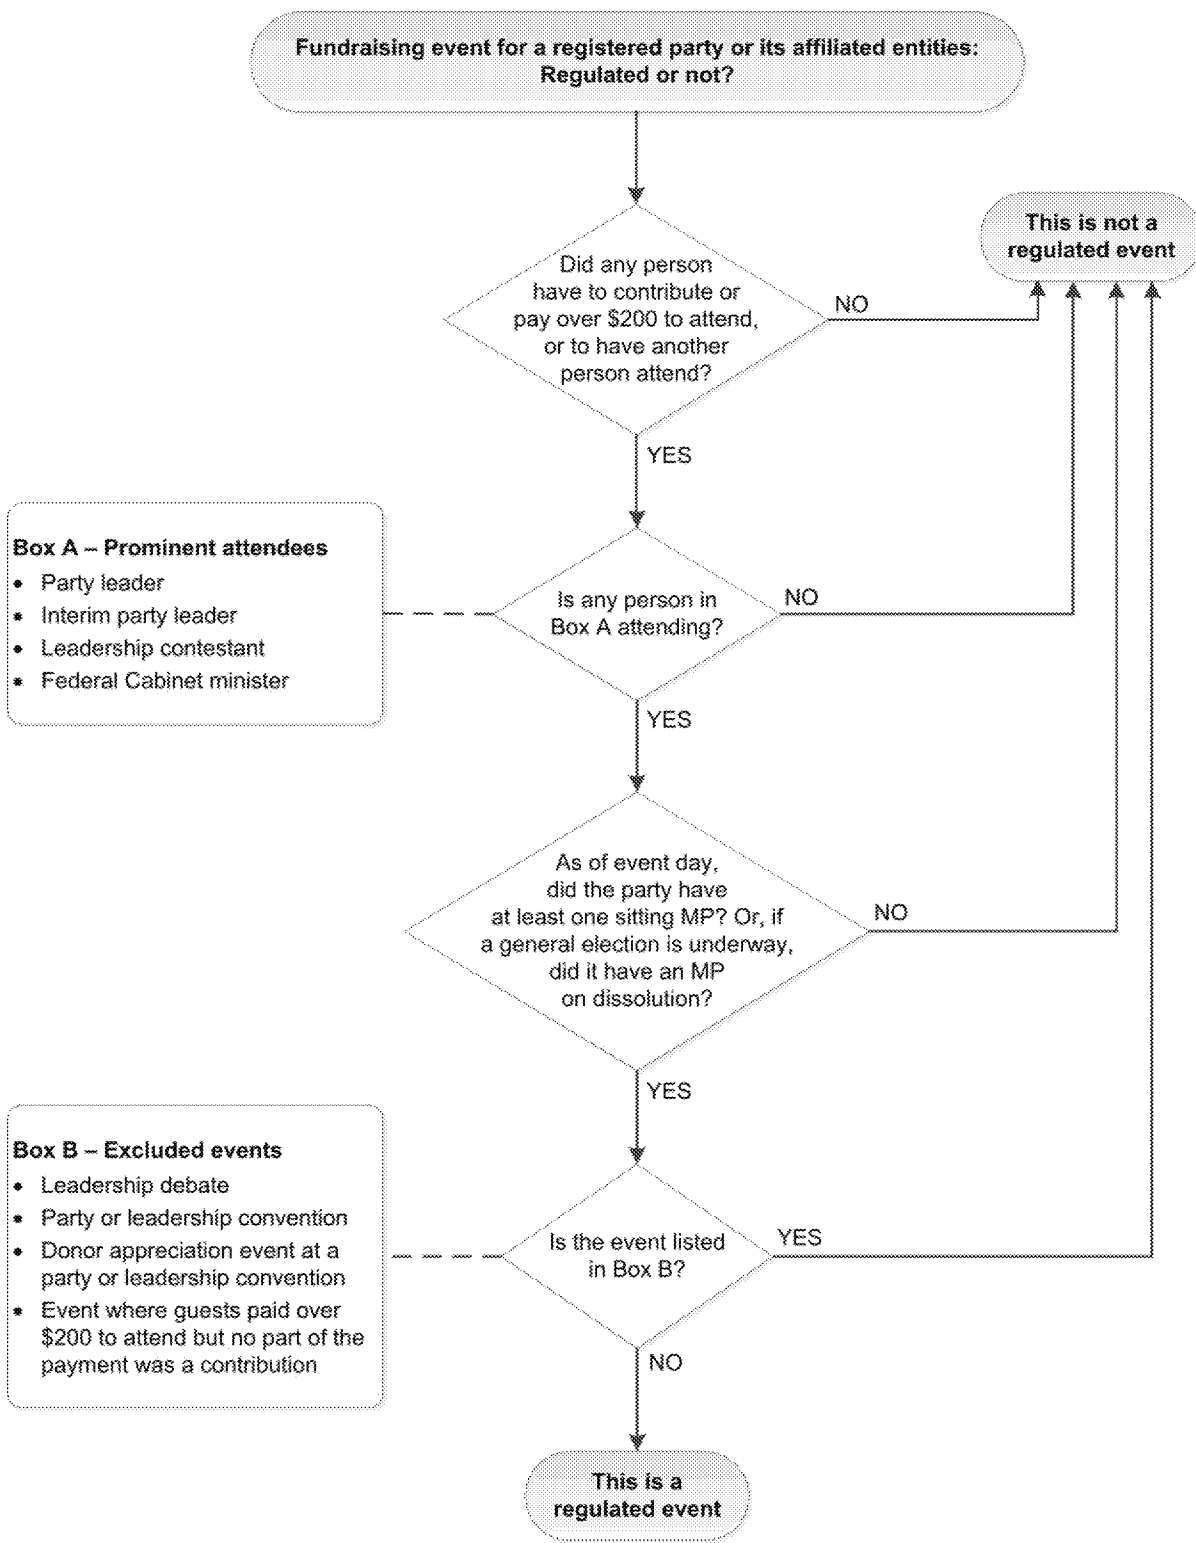 Fundraising event for a registered party or its affiliated entities:
Regulated or not?
This is not a
regulated event
Did any person
have to contribute or
pay over $200 to attend,
or to have another
person attend?
NO
YES
Box A – Prominent attendees
• Party leader
• Interim party leader
• Leadership contestant
• Federal Cabinet minister
Is any person in
Box A attending?
NO
YES
As of event day,
did the party have
at least one sitting MP? Or, if
a general election is underway,
did it have an MP
on dissolution?
NO
YES
Box B – Excluded events
• Leadership debate
• Party or leadership convention
• Donor appreciation event at a
party or leadership convention
• Event where guests paid over
$200 to attend but no part of the
payment was a contribution
Is the event listed
in Box B?
YES
NO
This is a
regulated event